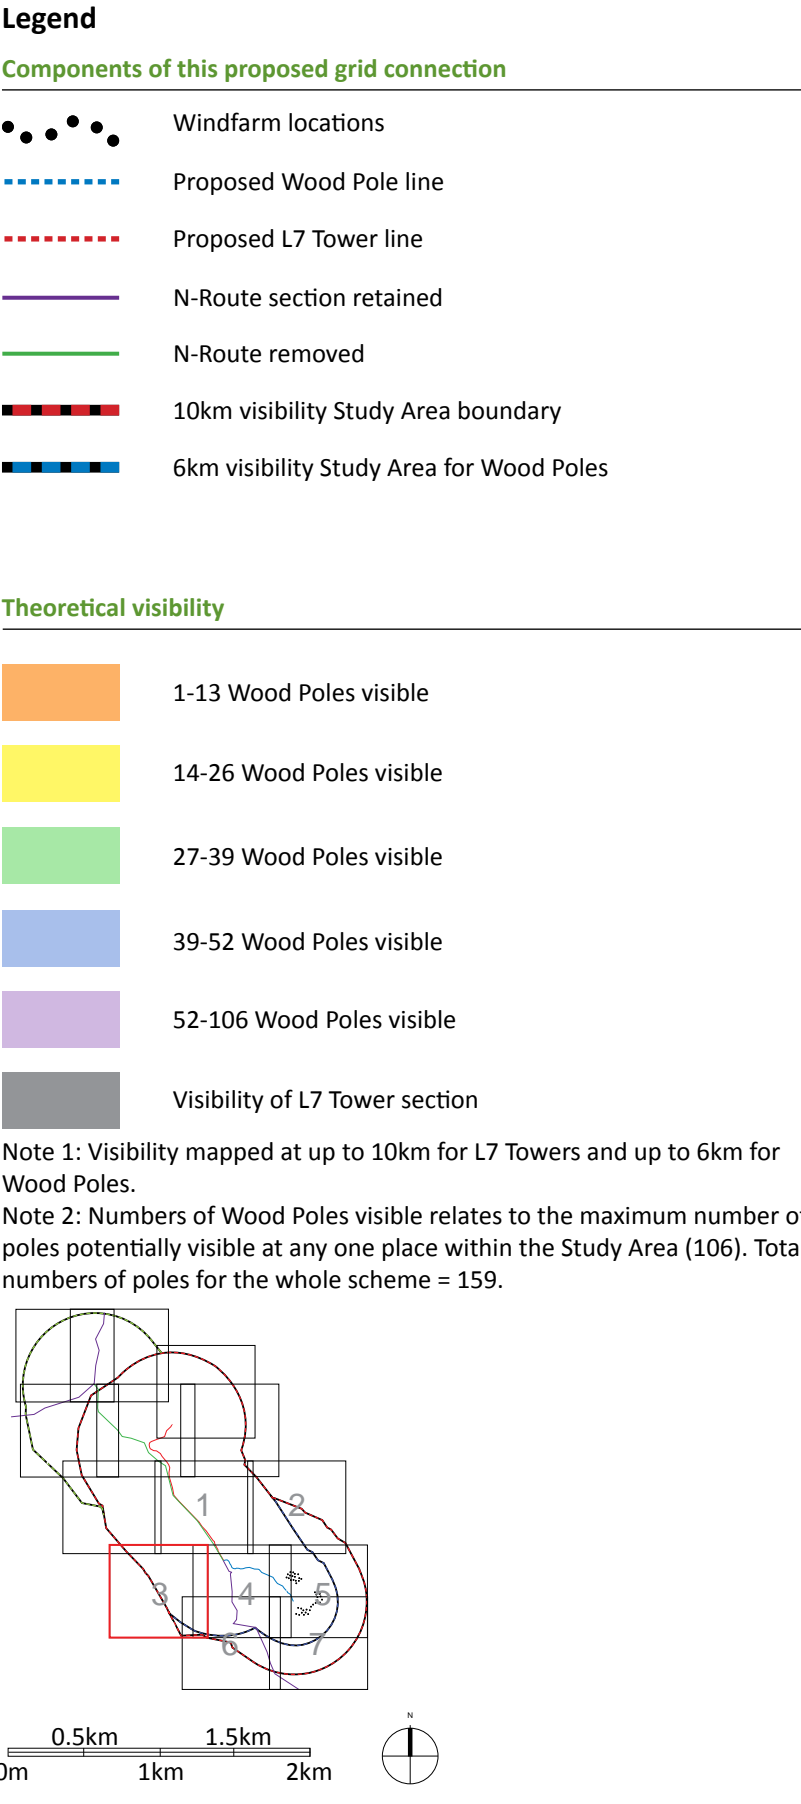 Legend
Components of this proposed grid connection
Windfarm locations
Proposed Wood Pole line
Proposed L7 Tower line
N-Route section retained
N-Route removed
10km visibility Study Area boundary
6km visibility Study Area for Wood Poles
Theoretical visibility
1-13 Wood Poles visible
14-26 Wood Poles visible
27-39 Wood Poles visible
39-52 Wood Poles visible
52-106 Wood Poles visible
Visibility of L7 Tower section
Note 1: Visibility mapped at up to 10km for L7 Towers and up to 6km for
Wood Poles.
Note 2: Numbers of Wood Poles visible relates to the maximum number of
poles potentially visible at any one place within the Study Area (106). Tota
numbers of poles for the whole scheme = 159.
1
2
3
4
5
6
7
0.5km 1.5km
0m 1km 2km
N